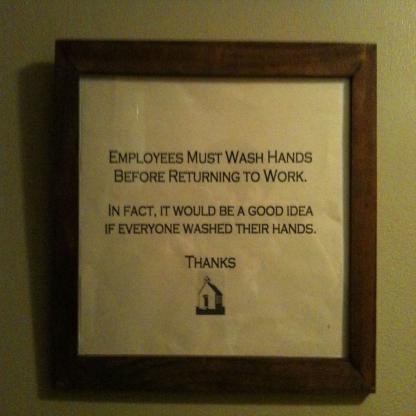 Employees Must Wash Hands
Before Returning to Work.
In fact, it would be a good idea
if everyone washed their hands.
Thanks